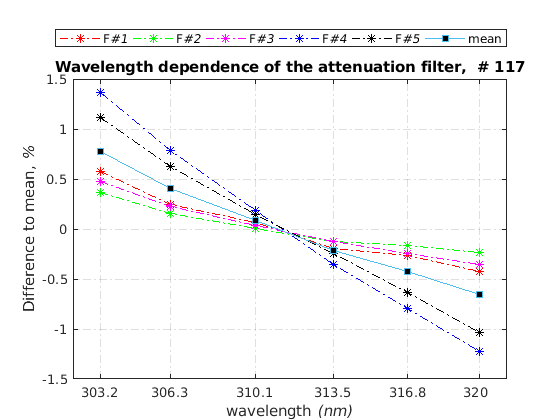 F#1 F#2 F#3 F#4 F#5 mean
Wavelength dependence of the attenuation filter, # 117
1.5
1
0.5
0
-0.5
-1
-1.5
Difference to mean, %
303.2 306.3 310.1 313.5 316.8 320
wavelength (nm)